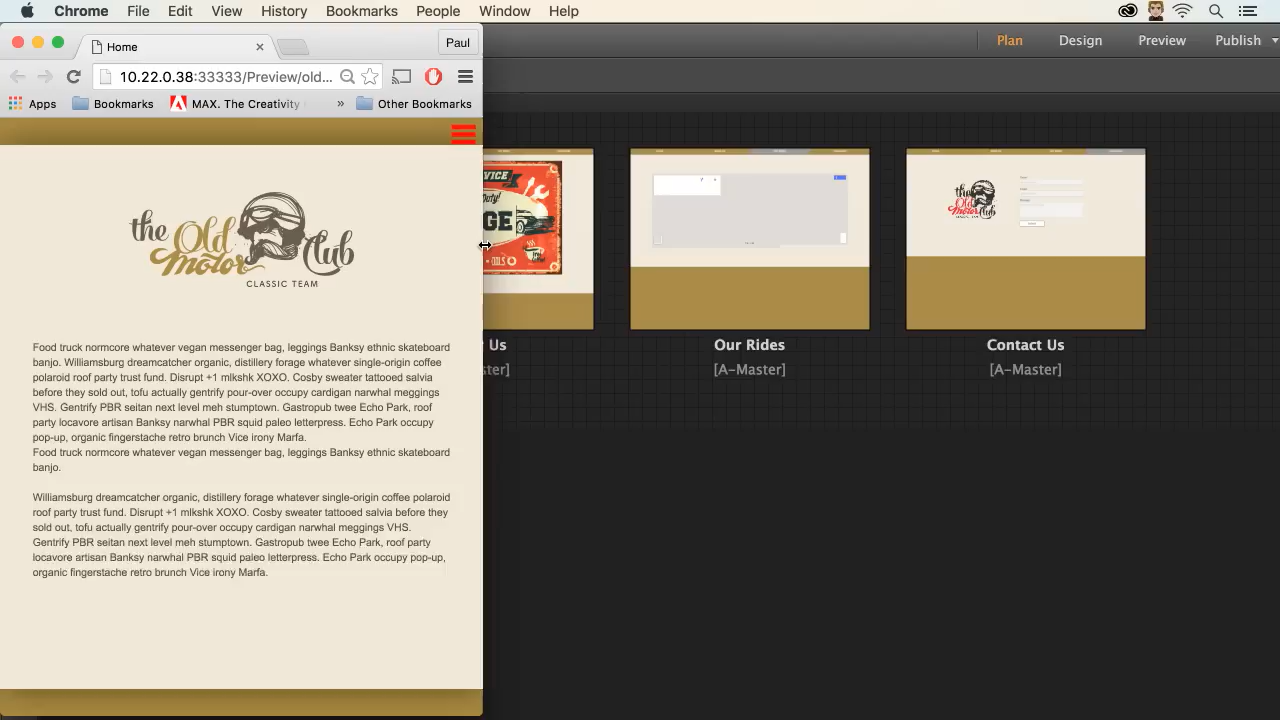 Chrome File Edit View History Bookmarks People Window Help
Home Paul
10.22.0.38:33333/Preview/old...
Apps Bookmarks MAX. The Creativity » Other Bookmarks
Plan Design Preview Publish
the Old Motor Club
CLASSIC TEAM
Food truck normcore whatever vegan messenger bag, leggings Banksy ethnic skateboard
banjo. Williamsburg dreamcatcher organic, distillery forage whatever single-origin coffee
polaroid roof party trust fund. Disrupt +1 mlkshk XOXO. Cosby sweater tattooed salvia
before they sold out, tofu actually gentrify pour-over occupy cardigan narwhal meggings
VHS. Gentrify PBR seitan next level meh stumptown. Gastropub twee Echo Park, roof
party locavore artisan Banksy narwhal PBR squid paleo letterpress. Echo Park occupy
pop-up, organic fingerstache retro brunch Vice irony Marfa.
Food truck normcore whatever vegan messenger bag, leggings Banksy ethnic skateboard
banjo.
Williamsburg dreamcatcher organic, distillery forage whatever single-origin coffee polaroid
roof party trust fund. Disrupt +1 mlkshk XOXO. Cosby sweater tattooed salvia before they
sold out, tofu actually gentrify pour-over occupy cardigan narwhal meggings VHS.
Gentrify PBR seitan next level meh stumptown. Gastropub twee Echo Park, roof party
locavore artisan Banksy narwhal PBR squid paleo letterpress. Echo Park occupy pop-up,
organic fingerstache retro brunch Vice irony Marfa.
VICE
Duty!
GE
OILS
the Old Motor Club
Us
ster]
Our Rides
[A-Master]
Contact Us
[A-Master]